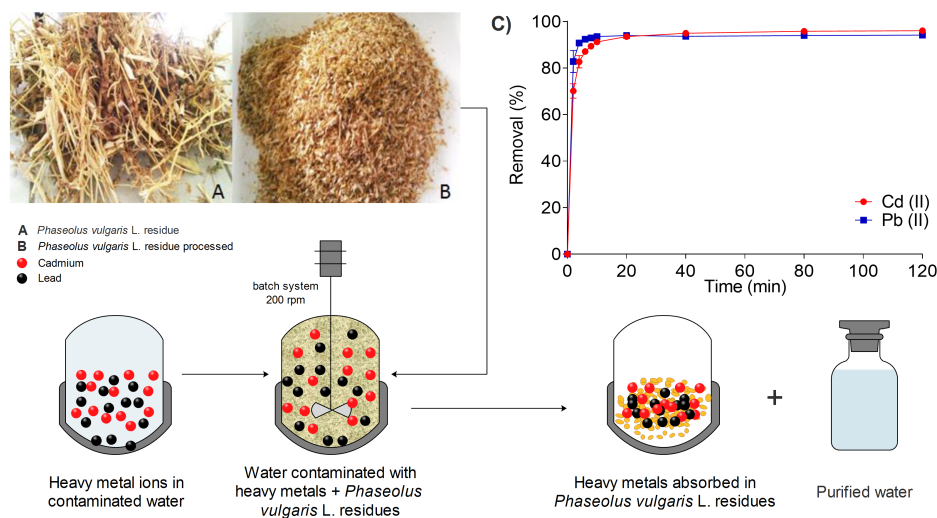 A
B
C)
100
80
60
40
20
0
Removal (%)
Cd (II)
Pb (II)
0 20 40 60 80 100 120
Time (min)
A Phaseolus vulgaris L. residue
B Phaseolus vulgaris L. residue processed
Cadmium
Lead
batch system
200 rpm
Heavy metal ions in
contaminated water
Water contaminated with
heavy metals + Phaseolus
vulgaris L. residues
Heavy metals absorbed in
Phaseolus vulgaris L. residues
+
Purified water